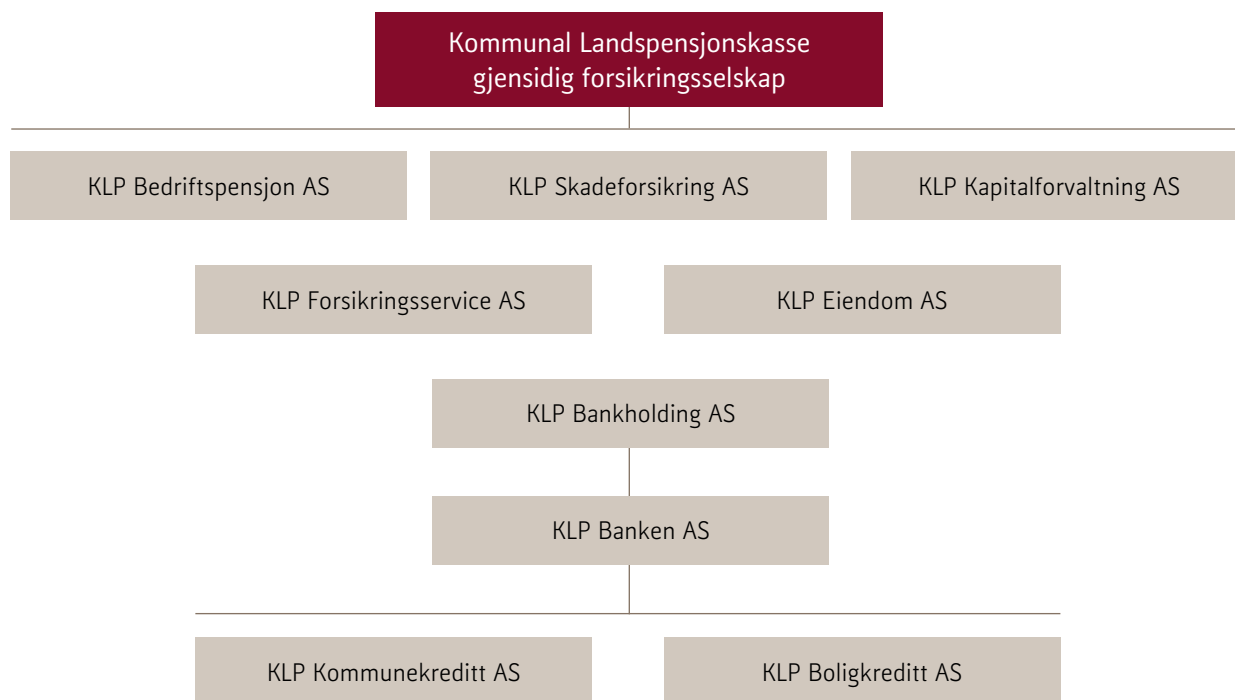 Kommunal Landspensjonskasse
gjensidig forsikringsselskap
KLP Bedriftspensjon AS
KLP Skadeforsikring AS
KLP Kapitalforvaltning AS
KLP Forsikringsservice AS
KLP Eiendom AS
KLP Bankholding AS
KLP Banken AS
KLP Kommunekreditt AS
KLP Boligkreditt AS